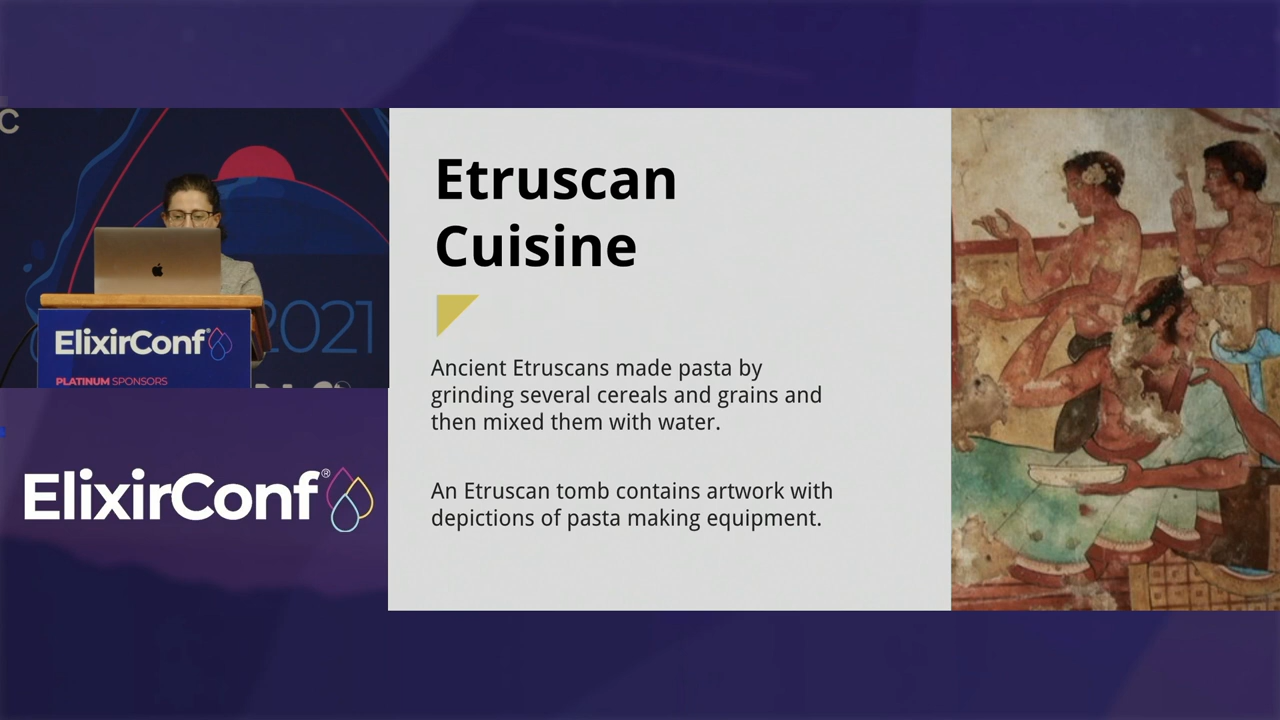 C
2021
ElixirConf®
PLATINUM SPONSORS
ElixirConf®
Etruscan
Cuisine
Ancient Etruscans made pasta by
grinding several cereals and grains and
then mixed them with water.
An Etruscan tomb contains artwork with
depictions of pasta making equipment.